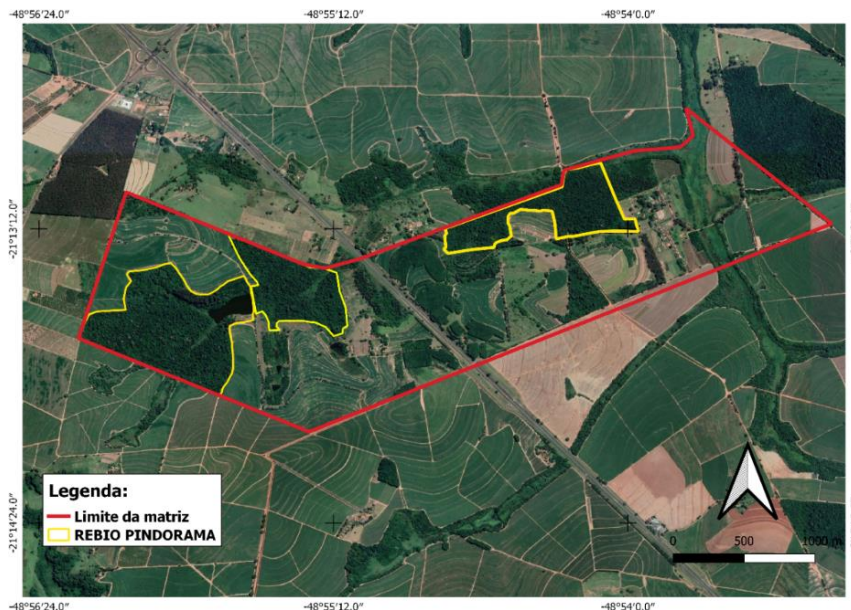 -48°56′24.0″ -48°55′12.0″ -48°54′0.0″
-21°13′12.0″
-21°14′24.0″
Legenda:
Limite da matriz
REBIO PINDORAMA
0 500 1000 m
-48°56′24.0″ -48°55′12.0″ -48°54′0.0″